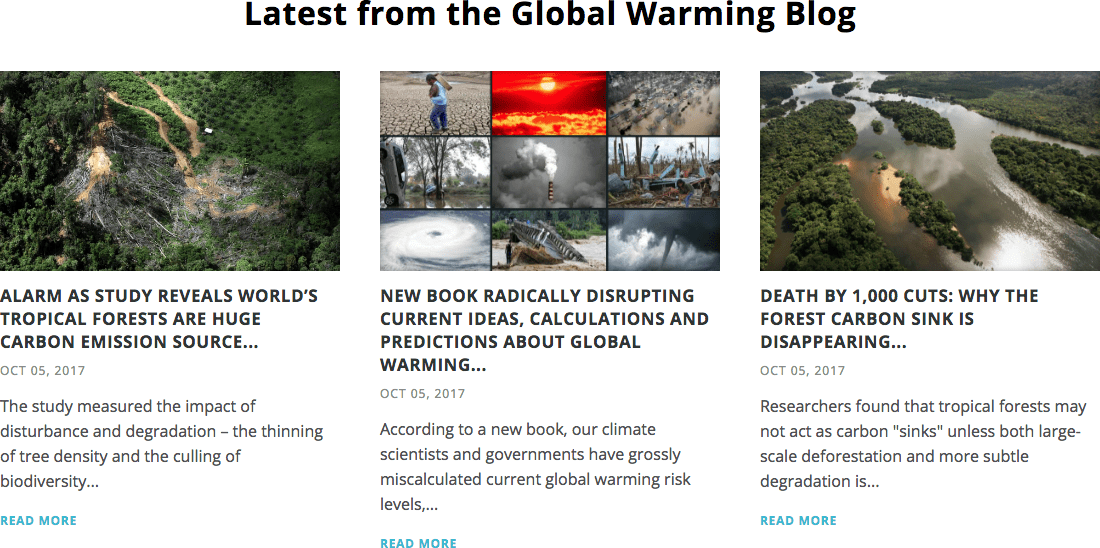 Latest from the Global Warming Blog
ALARM AS STUDY REVEALS WORLD’S
TROPICAL FORESTS ARE HUGE
CARBON EMISSION SOURCE...
OCT 05, 2017
The study measured the impact of
disturbance and degradation – the thinning
of tree density and the culling of
biodiversity...
READ MORE
NEW BOOK RADICALLY DISRUPTING
CURRENT IDEAS, CALCULATIONS AND
PREDICTIONS ABOUT GLOBAL
WARMING...
OCT 05, 2017
According to a new book, our climate
scientists and governments have grossly
miscalculated current global warming risk
levels,...
READ MORE
DEATH BY 1,000 CUTS: WHY THE
FOREST CARBON SINK IS
DISAPPEARING...
OCT 05, 2017
Researchers found that tropical forests may
not act as carbon "sinks" unless both large-
scale deforestation and more subtle
degradation is...
READ MORE